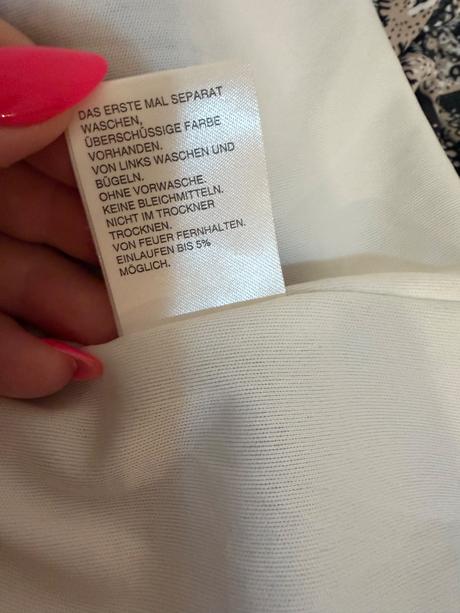 DAS ERSTE MAL SEPARAT
WASCHEN,
ÜBERSCHÜSSIGE FARBE
VORHANDEN.
VON LINKS WASCHEN UND
BÜGELN.
OHNE VORWASCHE.
KEINE BLEICHMITTELN.
NICHT IM TROCKNER
TROCKNEN.
VON FEUER FERNHALTEN.
EINLAUFEN BIS 5%
MÖGLICH.